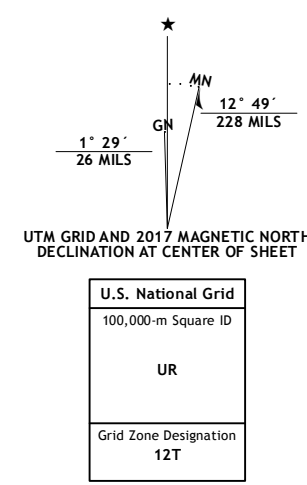 ★
MN
12° 49´
228 MILS
GN
1° 29´
26 MILS
UTM GRID AND 2017 MAGNETIC NORTH
DECLINATION AT CENTER OF SHEET
U.S. National Grid
100,000-m Square ID
UR
Grid Zone Designation
12T